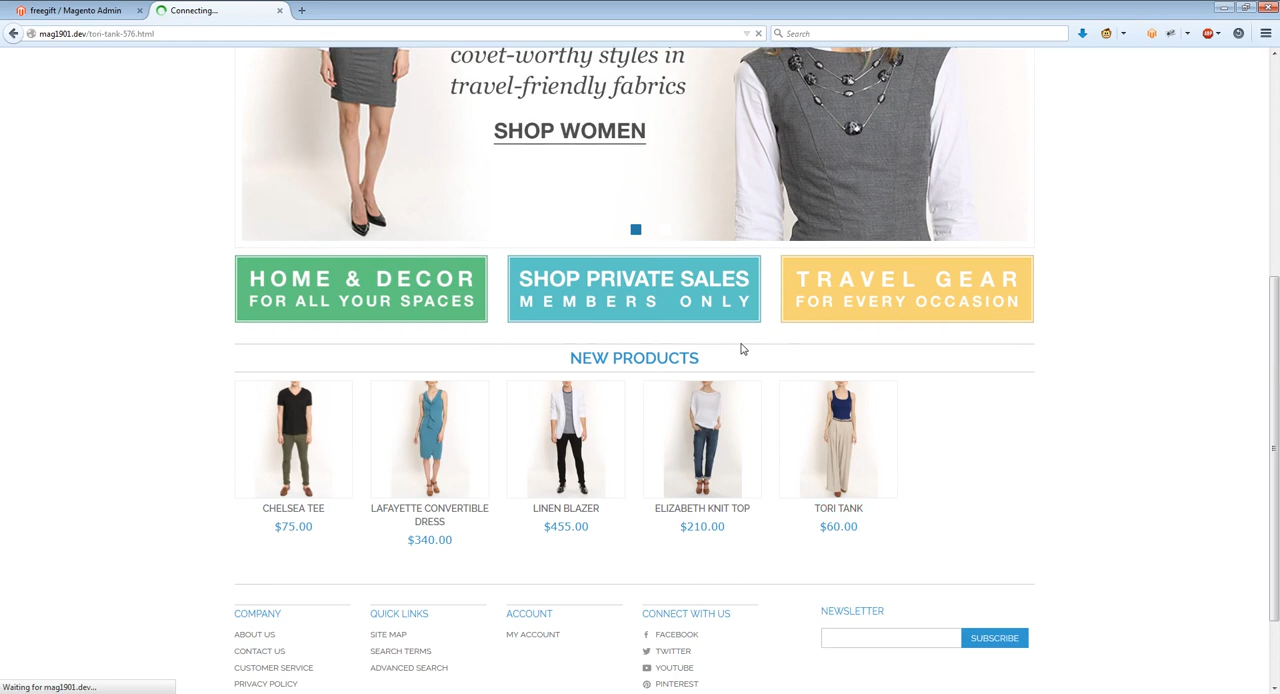 freegift / Magento Admin
Connecting...
mag1901.dev/tori-tank-576.html
Search
ABP
covet-worthy styles in
travel-friendly fabrics
SHOP WOMEN
HOME & DECOR
FOR ALL YOUR SPACES
SHOP PRIVATE SALES
MEMBERS ONLY
TRAVEL GEAR
FOR EVERY OCCASION
NEW PRODUCTS
CHELSEA TEE
$75.00
LAFAYETTE CONVERTIBLE
DRESS
$340.00
LINEN BLAZER
$455.00
ELIZABETH KNIT TOP
$210.00
TORI TANK
$60.00
COMPANY
ABOUT US
CONTACT US
CUSTOMER SERVICE
PRIVACY POLICY
QUICK LINKS
SITE MAP
SEARCH TERMS
ADVANCED SEARCH
ACCOUNT
MY ACCOUNT
CONNECT WITH US
FACEBOOK
TWITTER
YOUTUBE
PINTEREST
NEWSLETTER
SUBSCRIBE
Waiting for mag1901.dev...